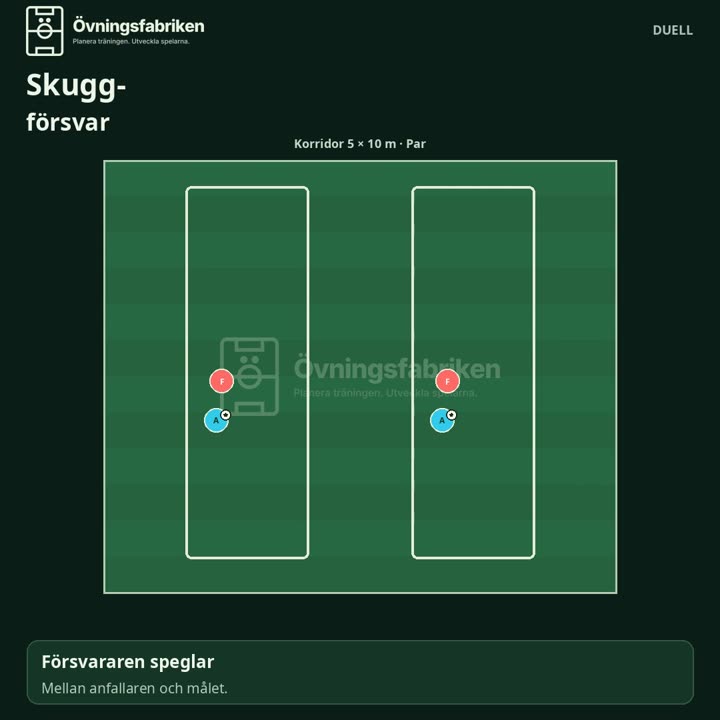 Övningsfabriken
Planera träningen. Utveckla spelarna.
DUELL
Skugg-
försvar
Korridor 5 × 10 m · Par
Övningsfabriken
Planera träningen. Utveckla spelarna.
F
F
A
A
Försvararen speglar
Mellan anfallaren och målet.